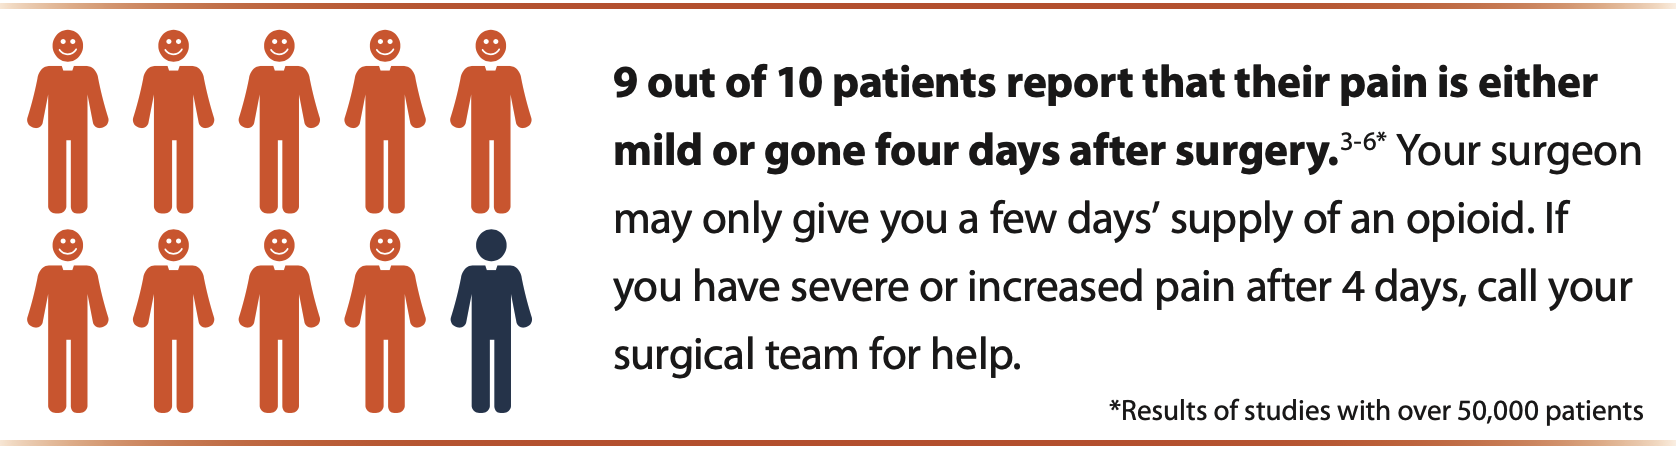 9 out of 10 patients report that their pain is either
mild or gone four days after surgery.3-6* Your surgeon
may only give you a few days’ supply of an opioid. If
you have severe or increased pain after 4 days, call your
surgical team for help.
*Results of studies with over 50,000 patients